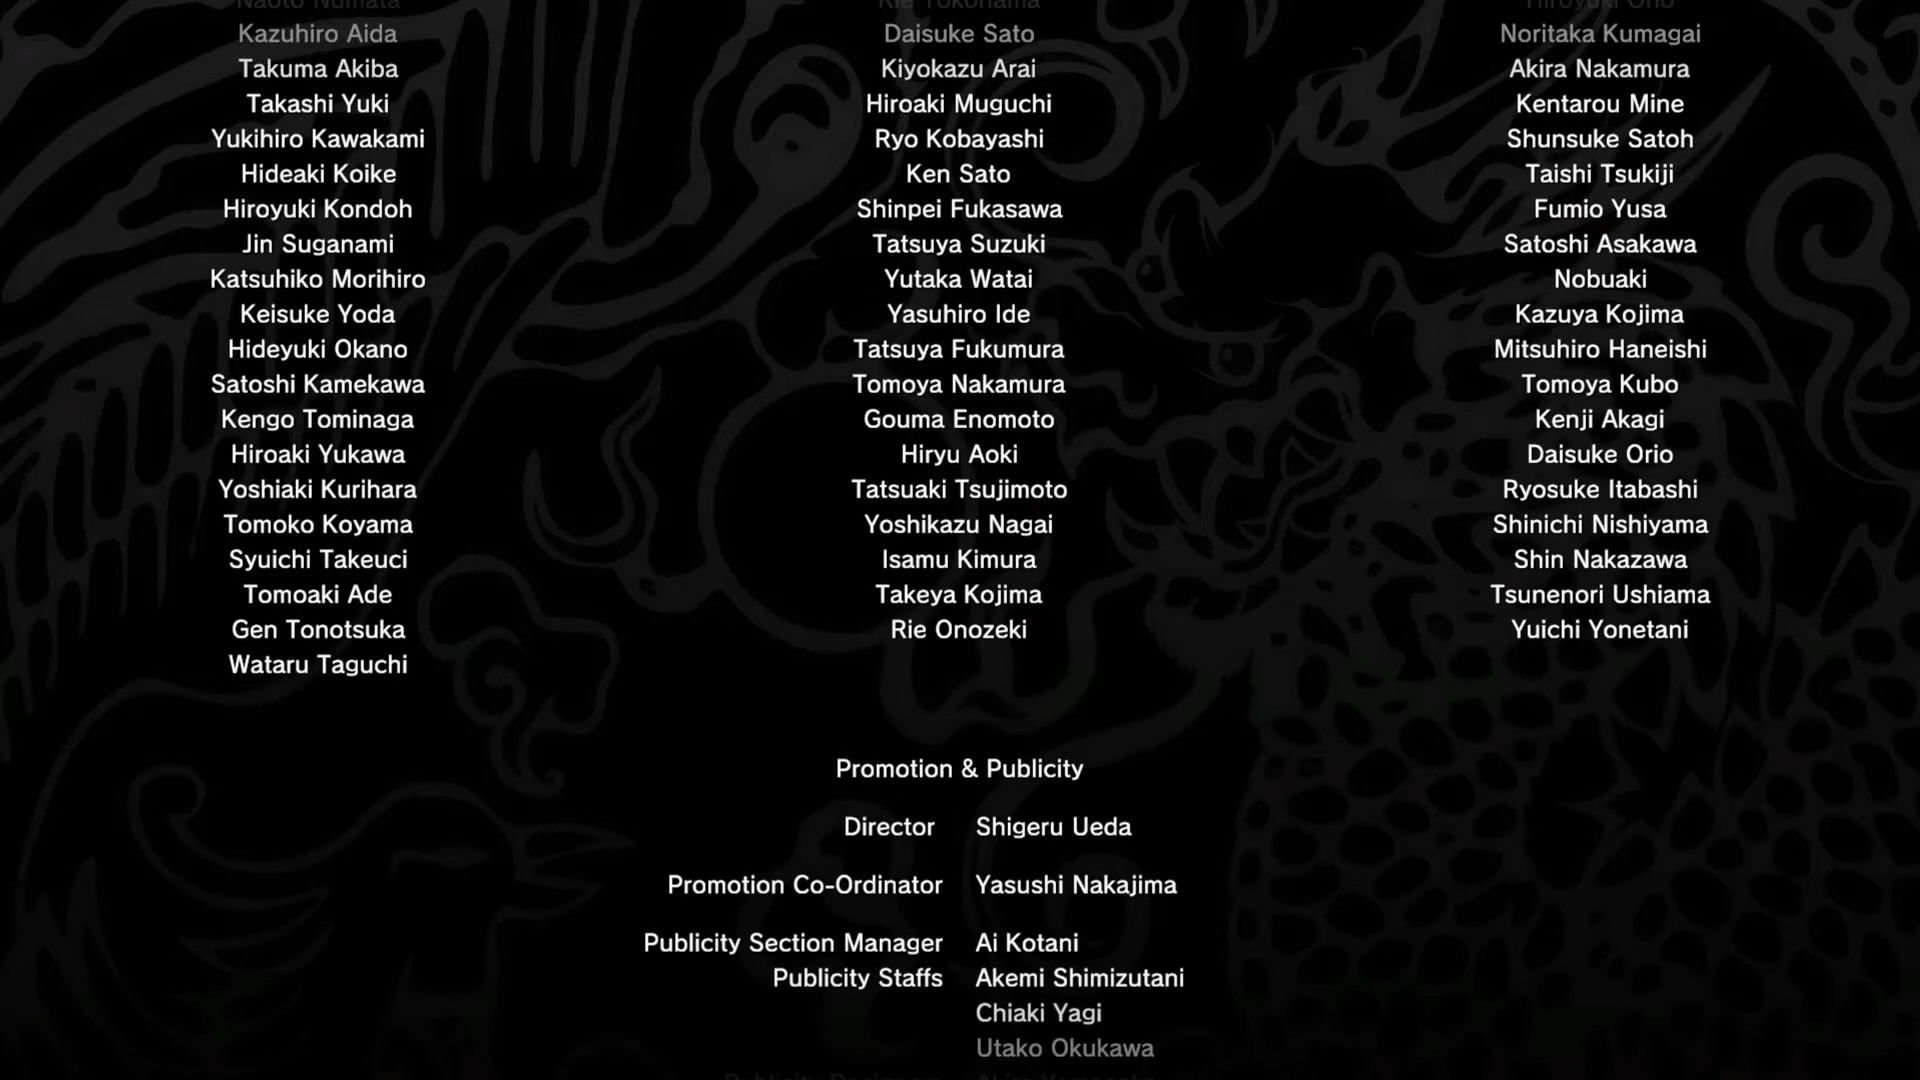 Naoto Numata
Rie Yokohama
Hiroyuki Orio
Kazuhiro Aida
Daisuke Sato
Noritaka Kumagai
Takuma Akiba
Kiyokazu Arai
Akira Nakamura
Takashi Yuki
Hiroaki Muguchi
Kentarou Mine
Yukihiro Kawakami
Ryo Kobayashi
Shunsuke Satoh
Hideaki Koike
Ken Sato
Taishi Tsukiji
Hiroyuki Kondoh
Shinpei Fukasawa
Fumio Yusa
Jin Suganami
Tatsuya Suzuki
Satoshi Asakawa
Katsuhiko Morihiro
Yutaka Watai
Nobuaki
Keisuke Yoda
Yasuhiro Ide
Kazuya Kojima
Hideyuki Okano
Tatsuya Fukumura
Mitsuhiro Haneishi
Satoshi Kamekawa
Tomoya Nakamura
Tomoya Kubo
Kengo Tominaga
Gouma Enomoto
Kenji Akagi
Hiroaki Yukawa
Hiryu Aoki
Daisuke Orio
Yoshiaki Kurihara
Tatsuaki Tsujimoto
Ryosuke Itabashi
Tomoko Koyama
Yoshikazu Nagai
Shinichi Nishiyama
Syuichi Takeuci
Isamu Kimura
Shin Nakazawa
Tomoaki Ade
Takeya Kojima
Tsunenori Ushiama
Gen Tonotsuka
Rie Onozeki
Yuichi Yonetani
Wataru Taguchi
Promotion & Publicity
Director Shigeru Ueda
Promotion Co-Ordinator Yasushi Nakajima
Publicity Section Manager Ai Kotani
Publicity Staffs Akemi Shimizutani
Chiaki Yagi
Utako Okukawa